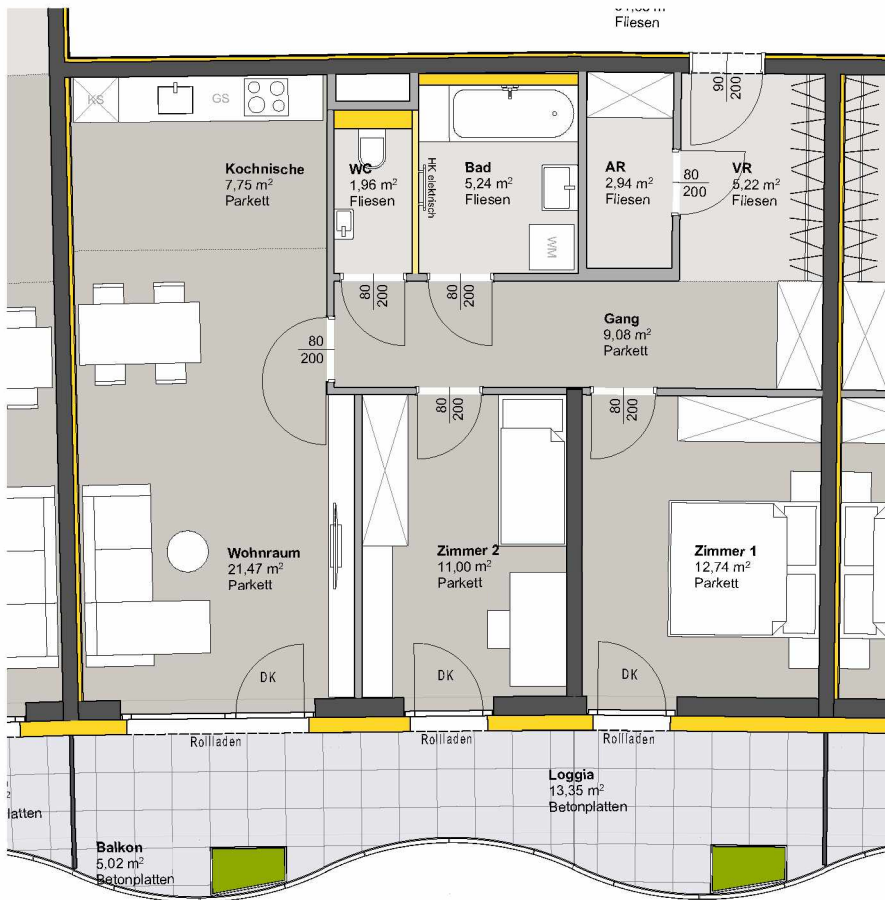 Fliesen
90
200
KS
GS
Kochnische
7,75 m²
Parkett
WC
1,96 m²
Fliesen
HK elektrisch
Bad
5,24 m²
Fliesen
WM
AR
2,94 m²
Fliesen
80
200
VR
5,22 m²
Fliesen
80
200
80
200
80
200
Gang
9,08 m²
Parkett
80
200
80
200
Wohnraum
21,47 m²
Parkett
Zimmer 2
11,00 m²
Parkett
Zimmer 1
12,74 m²
Parkett
DK
DK
DK
Rollladen
Rollladen
Rollladen
Loggia
13,35 m²
Betonplatten
latten
Balkon
5,02 m²
Betonplatten